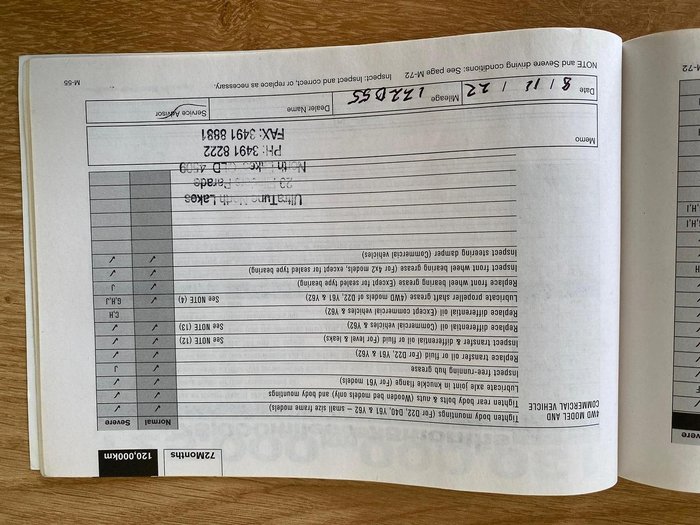 72Months 120,000km
4WD MODEL AND
COMMERCIAL VEHICLE
Normal Severe
Tighten body mountings (For D22, D40, Y61 & Y62 – small size frame models) ✓ ✓
Tighten rear body bolts & nuts (Wooden bed models only) and body and mountings ✓ ✓
Lubricate axle joint in knuckle flange (For Y61 models) ✓ ✓
Inspect free-running hub grease J
Replace transfer oil or fluid (For D22, Y61 & Y62) ✓ ✓
Inspect transfer & differential oil or fluid (For level & leaks) See NOTE (12) ✓ ✓
Replace differential oil (Commercial vehicles & Y62) See NOTE (13) ✓ ✓
Replace differential oil (Except commercial vehicles & Y62) C,H
Lubricate propeller shaft grease (4WD models of D22, Y61 & Y62) See NOTE (4) ✓ G,H,J
Replace front wheel bearing grease (Except for sealed type bearing) J
Inspect front wheel bearing grease (For 4x2 models, except for sealed type bearing) ✓ H
Inspect steering damper (Commercial vehicles) ✓ ✓
UltraTune North Lakes
Parade
North Lakes QLD 4509
PH: 3491 8222
FAX: 3491 8881
Memo
Date 8 / 11 / 22 Mileage 122055 Dealer Name Service Advisor
NOTE and Severe driving conditions: See page M-72 Inspect: Inspect and correct, or replace as necessary.
M-55
M-72
H,I
H
H,I